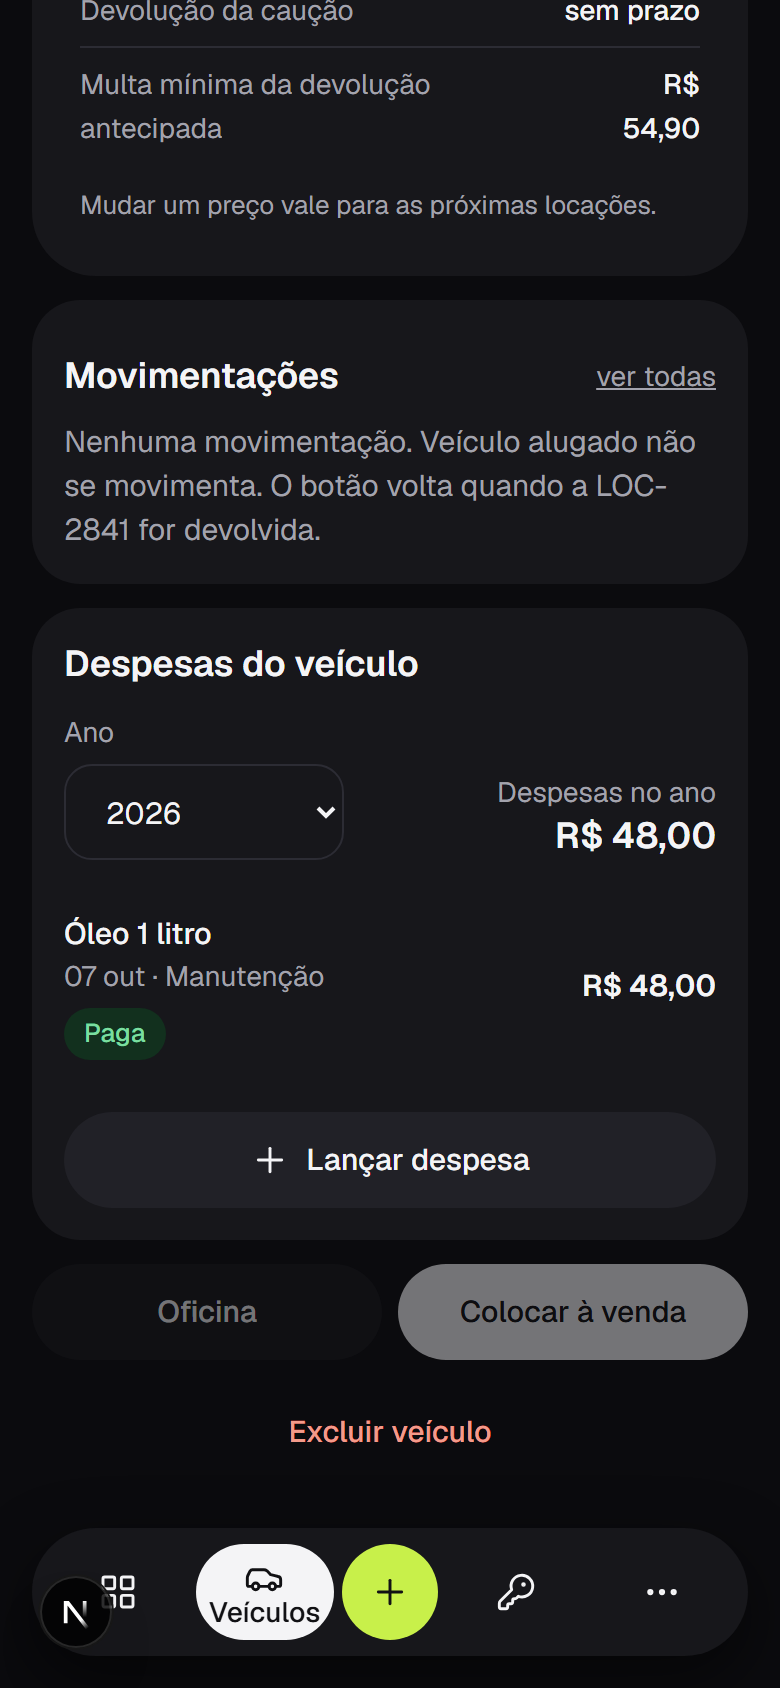 Devolução da caução sem prazo
Multa mínima da devolução R$
antecipada 54,90
Mudar um preço vale para as próximas locações.
Movimentações ver todas
Nenhuma movimentação. Veículo alugado não
se movimenta. O botão volta quando a LOC-
2841 for devolvida.
Despesas do veículo
Ano
2026
Despesas no ano
R$ 48,00
Óleo 1 litro
07 out · Manutenção
R$ 48,00
Paga
Lançar despesa
Oficina Colocar à venda
Excluir veículo
Veículos
N